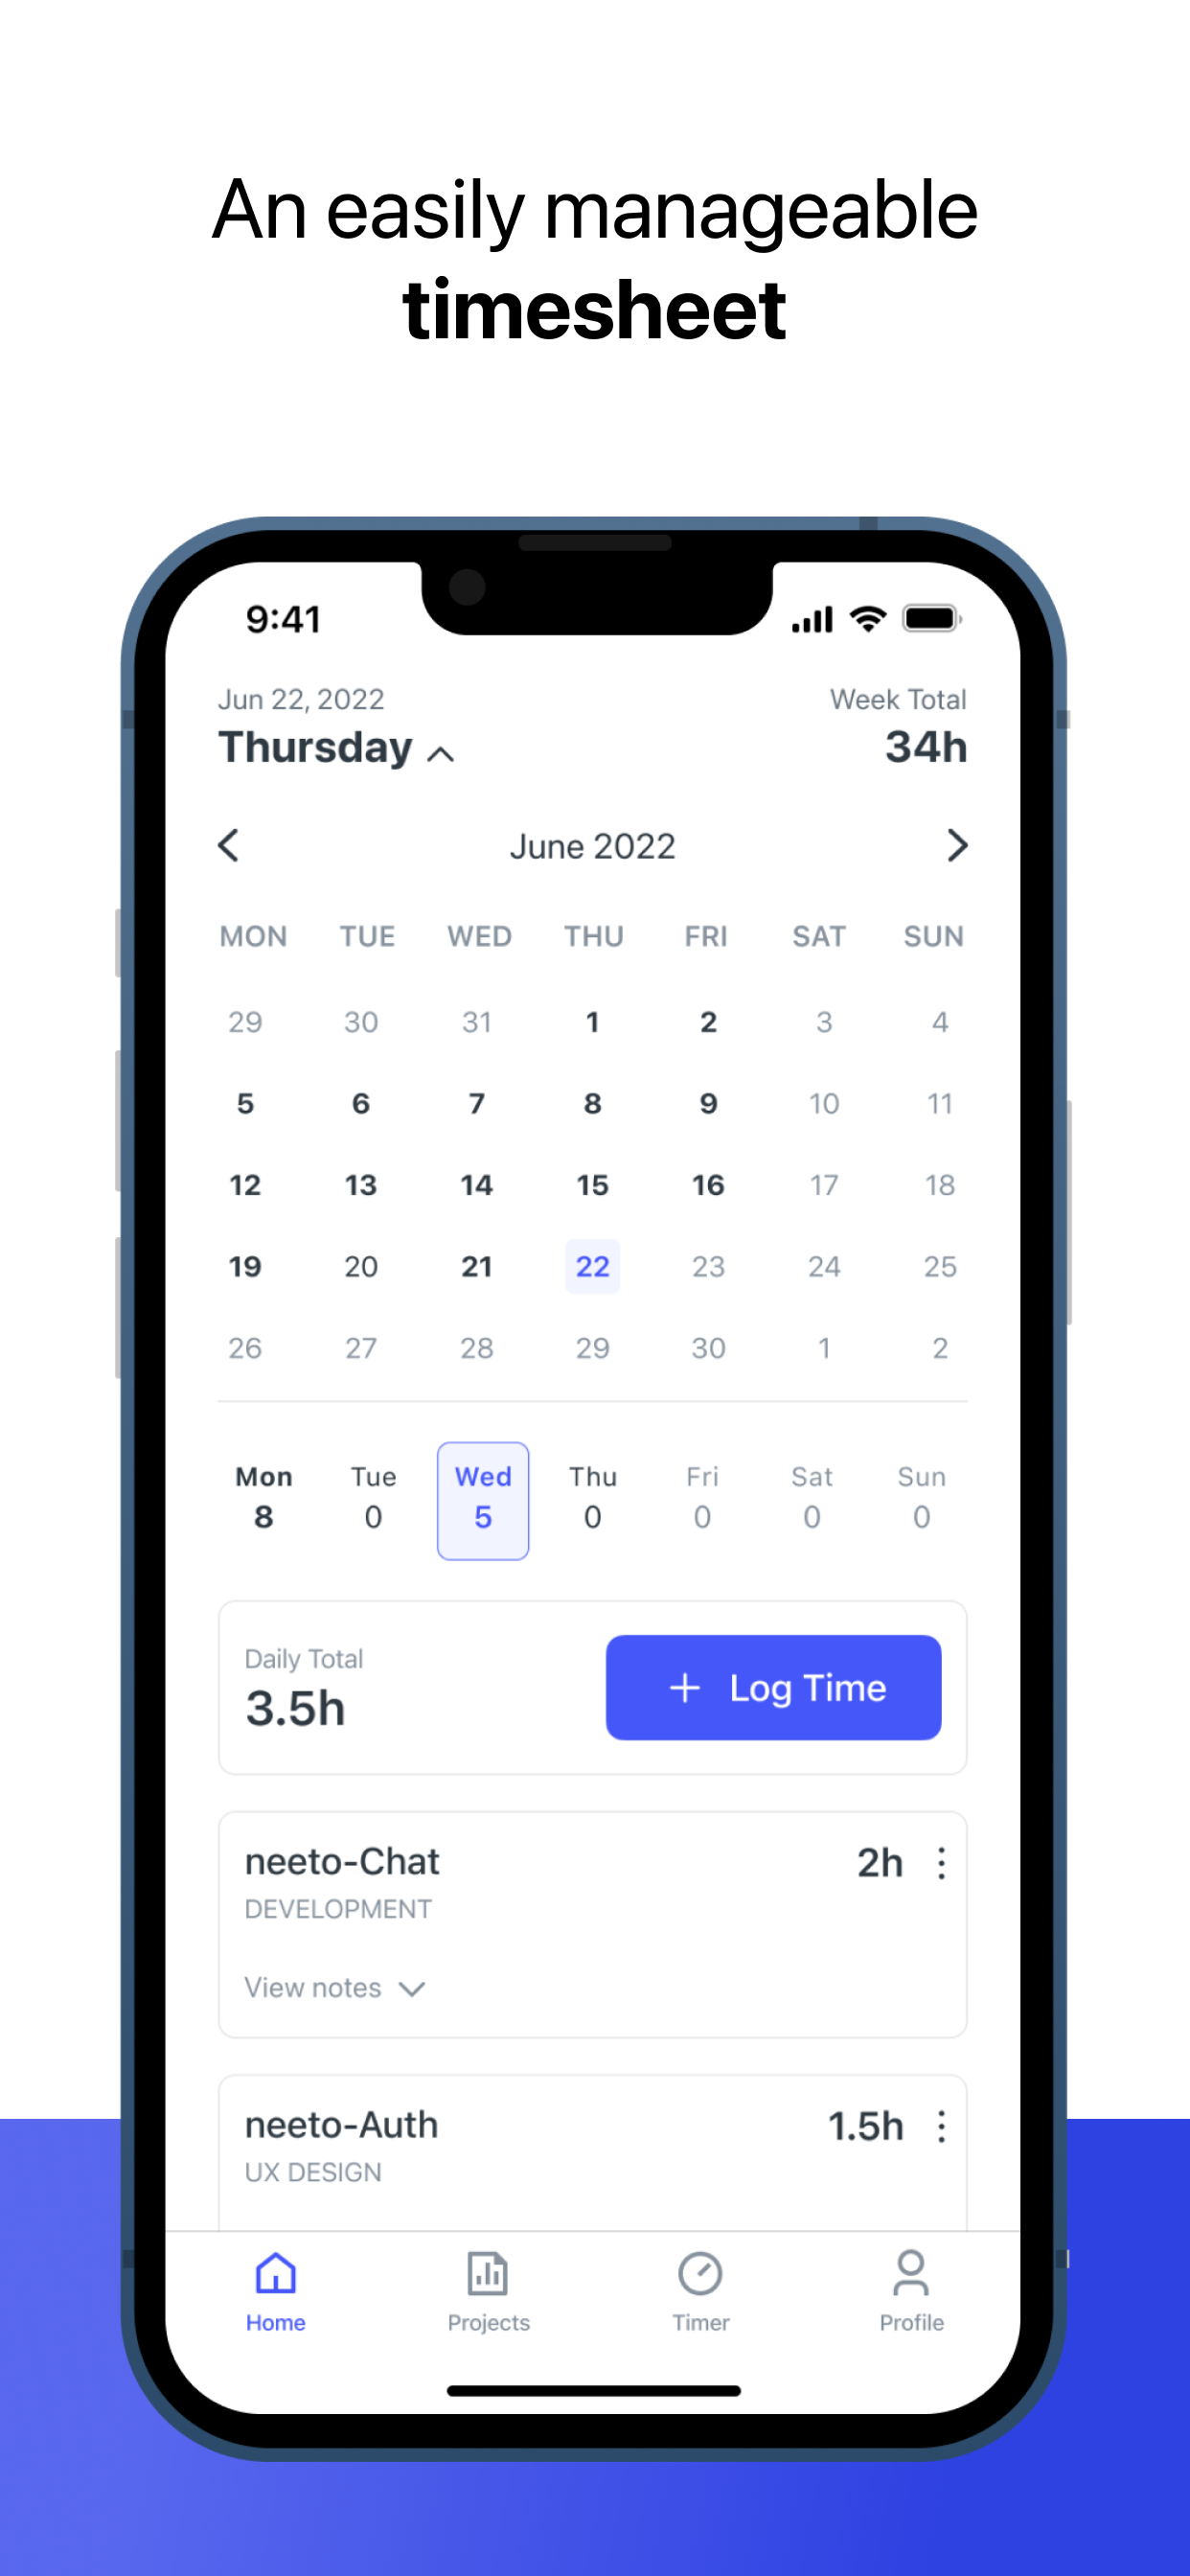 An easily manageable
timesheet
9:41
Jun 22, 2022 Week Total
Thursday 34h
June 2022
MON TUE WED THU FRI SAT SUN
29 30 31 1 2 3 4
5 6 7 8 9 10 11
12 13 14 15 16 17 18
19 20 21 22 23 24 25
26 27 28 29 30 1 2
Mon Tue Wed Thu Fri Sat Sun
8 0 5 0 0 0 0
Daily Total
3.5h
+ Log Time
neeto-Chat 2h
DEVELOPMENT
View notes
neeto-Auth 1.5h
UX DESIGN
Home Projects Timer Profile